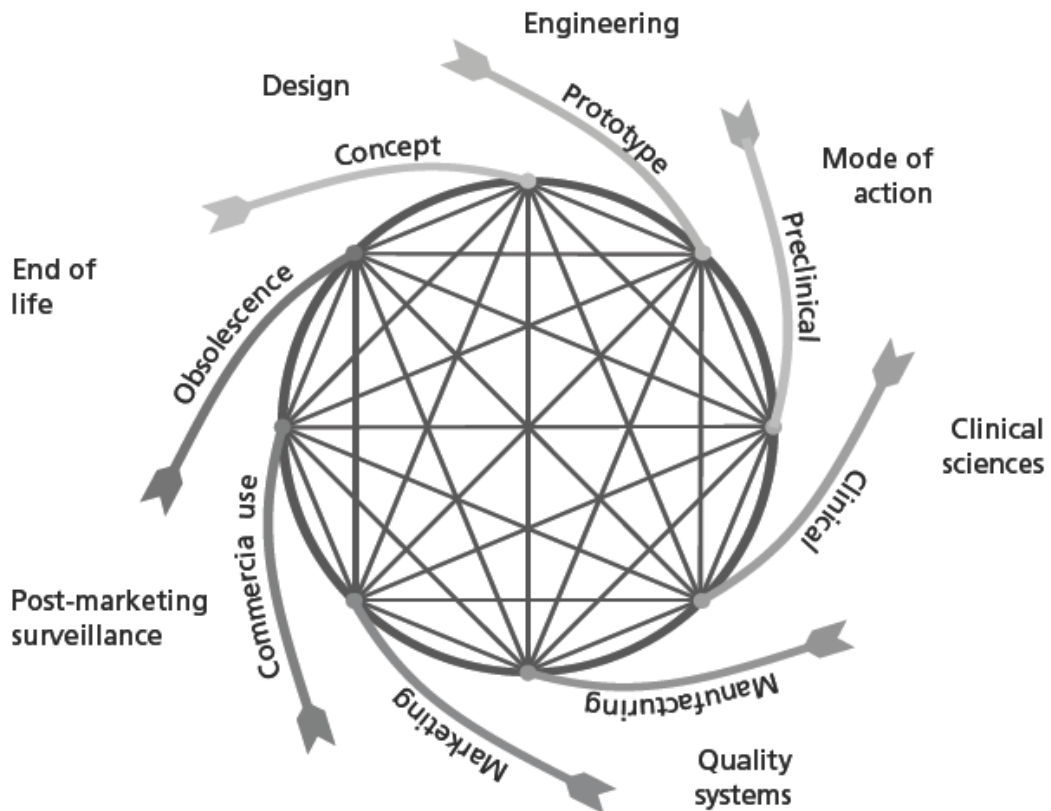 Engineering
Design
Prototype
Concept
Mode of
action
Preclinical
End of
life
Obsolescence
Clinical
sciences
Clinical
Commercia use
Post-marketing
surveillance
Manufacturing
Marketing
Quality
systems